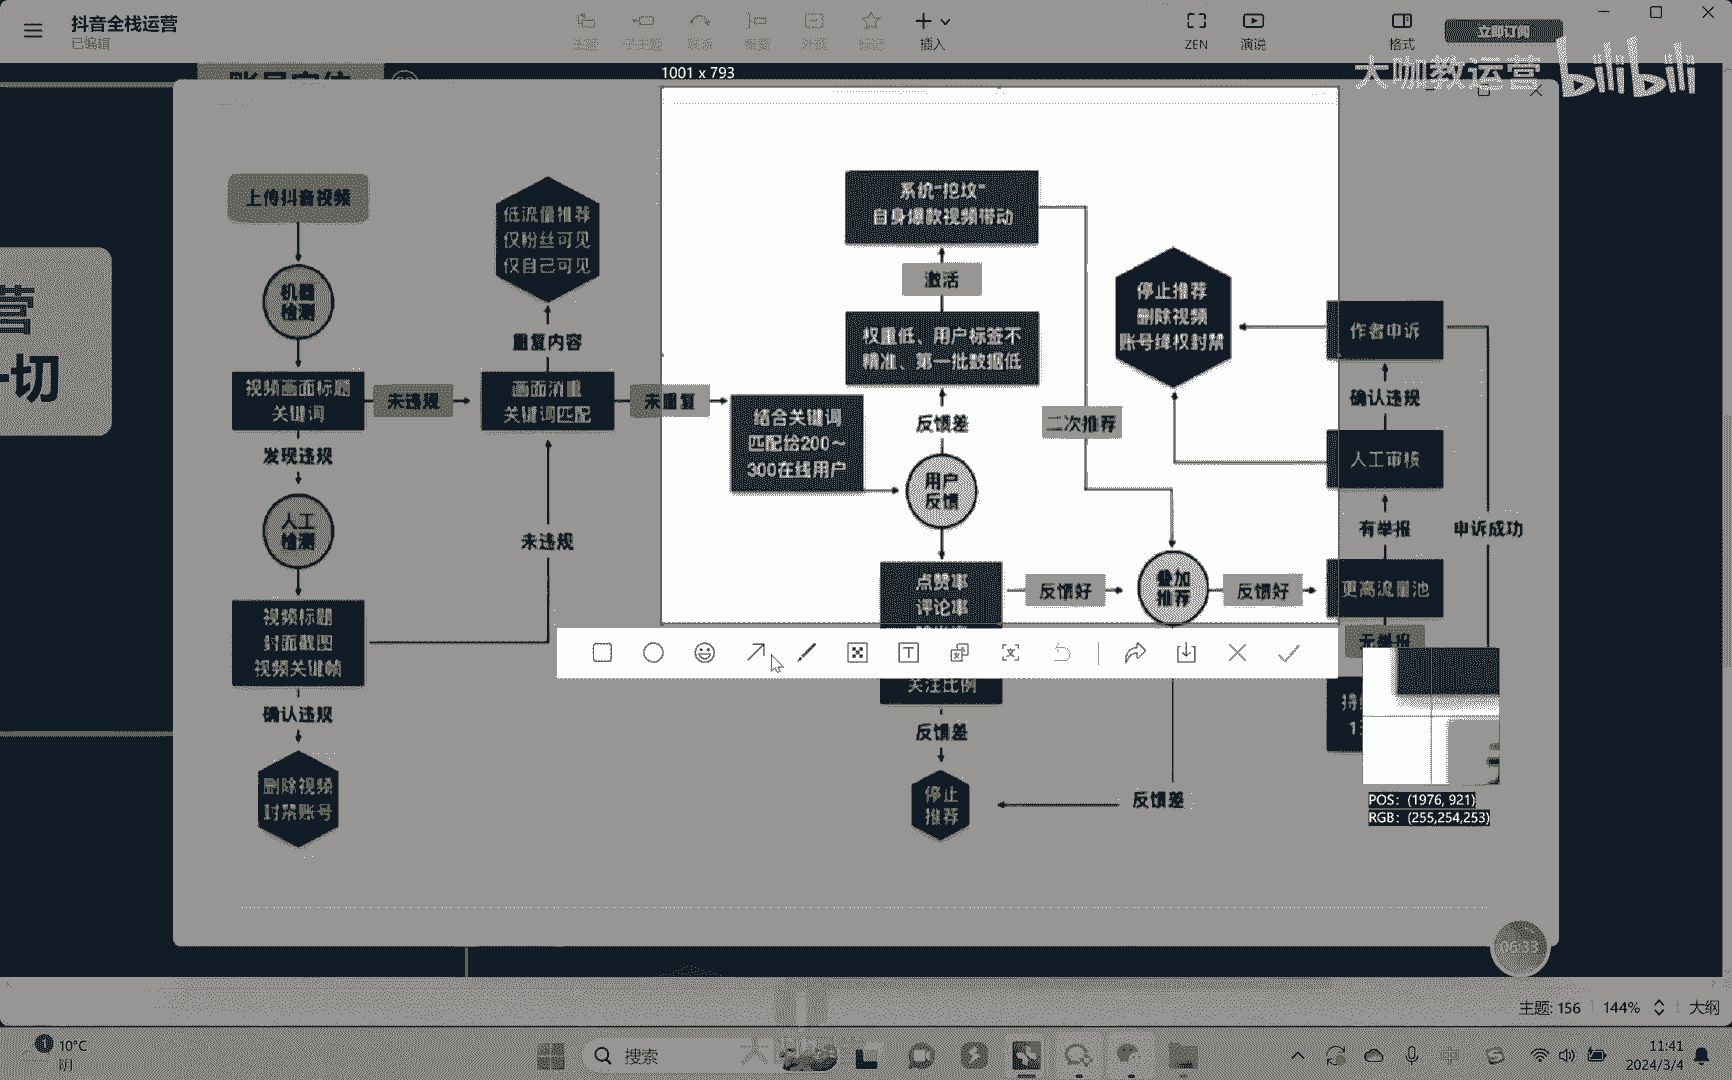 抖音全栈运营
已编辑
主题
子主题
联系
概要
外框
标记
插入
ZEN
演说
格式
立即订阅
大咖教运营
bilibili
1001 x 793
账号定位
营
一切
上传抖音视频
机器
检测
视频画面标题
关键词
未违规
发现违规
人工
检测
视频标题
封面截图
视频关键帧
确认违规
删除视频
封禁账号
低流量推荐
仅粉丝可见
仅自己可见
重复内容
画面消重
关键词匹配
未违规
未重复
结合关键词
匹配给200~
300在线用户
系统"挖坟"
自身爆款视频带动
激活
权重低、用户标签不
精准、第一批数据低
反馈差
用户
反馈
点赞率
评论率
关注比例
反馈差
停止
推荐
反馈好
二次推荐
叠加
推荐
反馈好
反馈差
停止推荐
删除视频
账号降权封禁
作者申诉
确认违规
人工审核
有举报
申诉成功
更高流量池
无举报
持
1
POS: (1976, 921)
RGB: (255,254,253)
06:33
主题: 156
144%
大纲
1
10°C
阴
搜索
中
11:41
2024/3/4